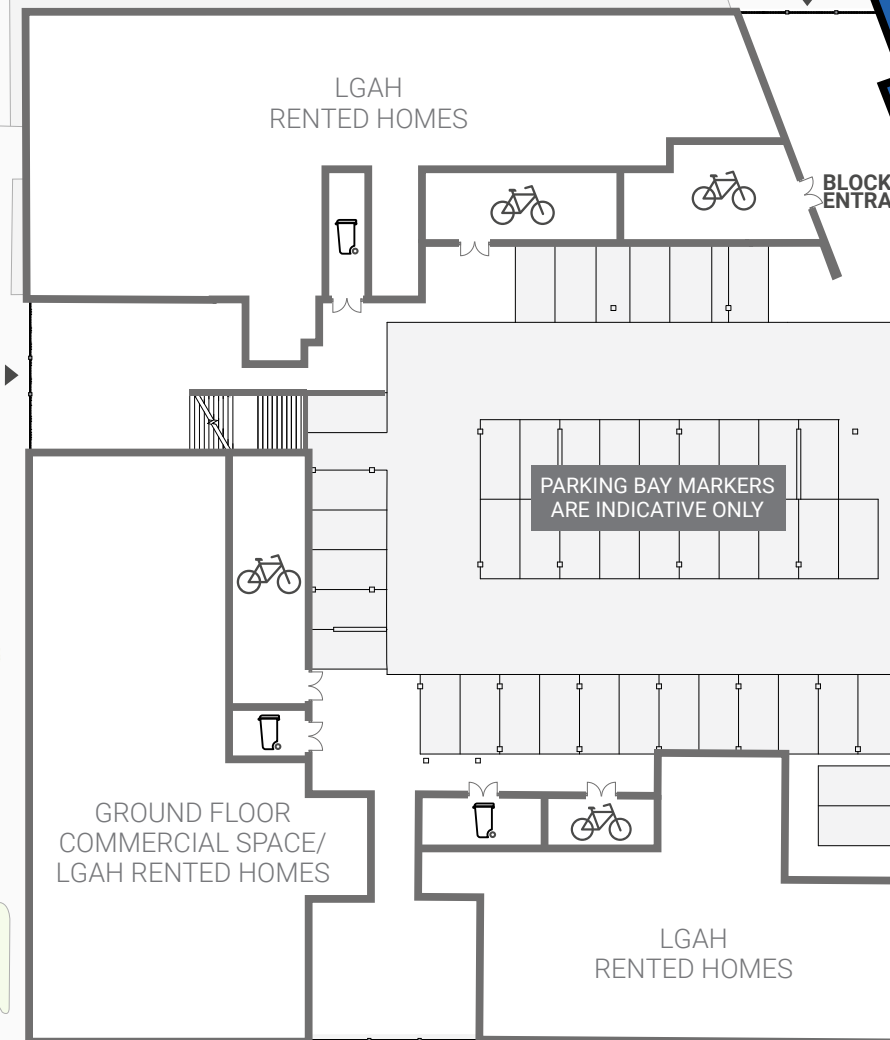 LGAH
RENTED HOMES
BLOCK
PARKING BAY MARKERS
ARE INDICATIVE ONLY
GROUND FLOOR
COMMERCIAL SPACE/
LGAH RENTED HOMES
LGAH
RENTED HOMES